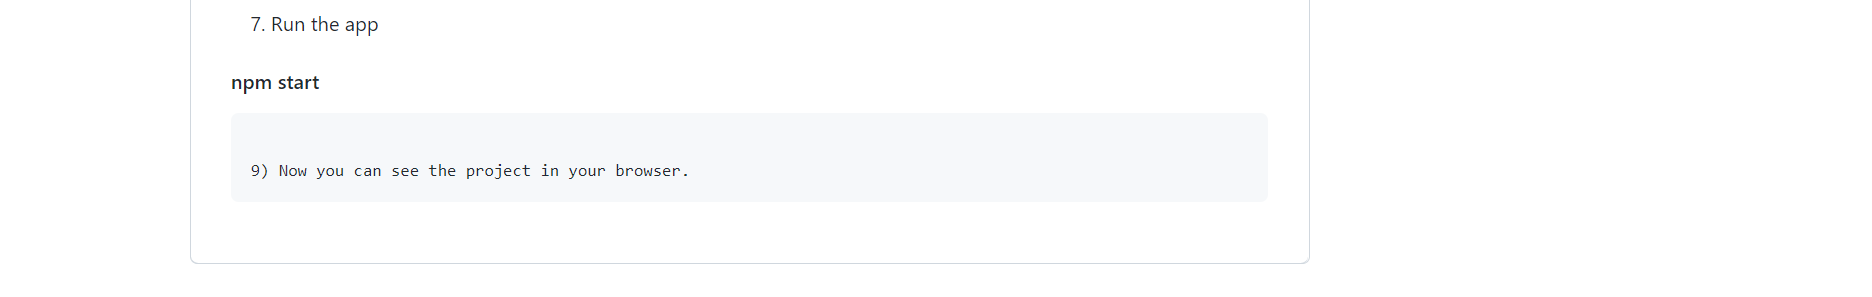 7. Run the app
npm start
9) Now you can see the project in your browser.